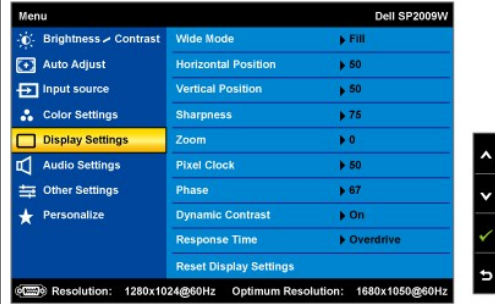 Menu Dell SP2009W
Brightness / Contrast Wide Mode Fill
Auto Adjust Horizontal Position 50
Input source Vertical Position 50
Color Settings Sharpness 75
Display Settings Zoom 0
Audio Settings Pixel Clock 50
Other Settings Phase 67
Personalize Dynamic Contrast On
Response Time Overdrive
Reset Display Settings
Resolution: 1280x1024@60Hz Optimum Resolution: 1680x1050@60Hz